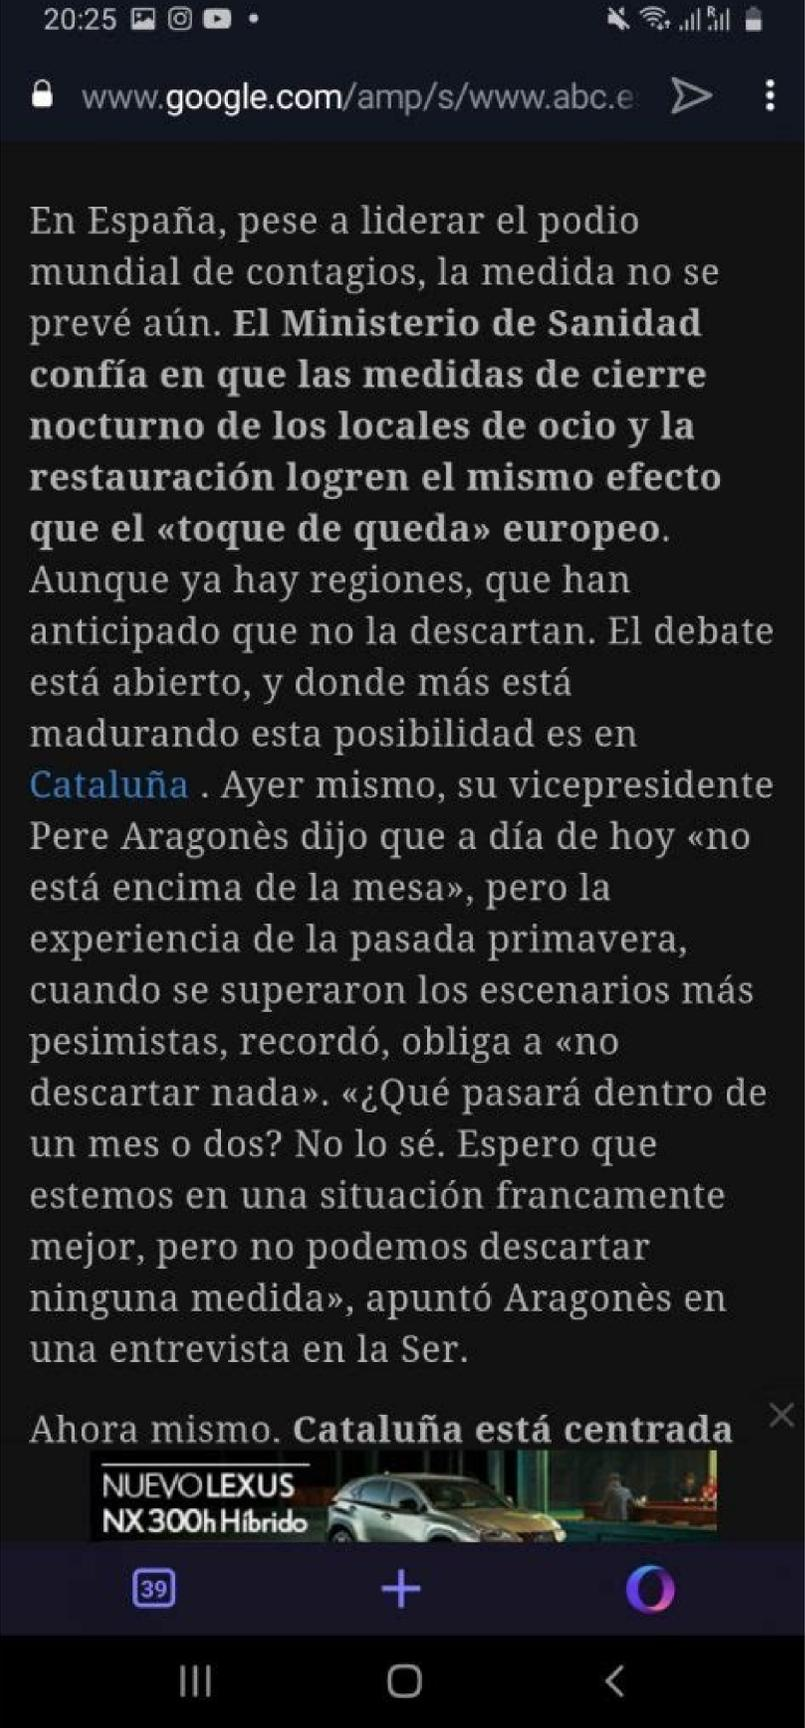 20:25
www.google.com/amp/s/www.abc.e
En España, pese a liderar el podio
mundial de contagios, la medida no se
prevé aún. El Ministerio de Sanidad
confía en que las medidas de cierre
nocturno de los locales de ocio y la
restauración logren el mismo efecto
que el «toque de queda» europeo.
Aunque ya hay regiones, que han
anticipado que no la descartan. El debate
está abierto, y donde más está
madurando esta posibilidad es en
Cataluña . Ayer mismo, su vicepresidente
Pere Aragonès dijo que a día de hoy «no
está encima de la mesa», pero la
experiencia de la pasada primavera,
cuando se superaron los escenarios más
pesimistas, recordó, obliga a «no
descartar nada». «¿Qué pasará dentro de
un mes o dos? No lo sé. Espero que
estemos en una situación francamente
mejor, pero no podemos descartar
ninguna medida», apuntó Aragonès en
una entrevista en la Ser.
Ahora mismo. Cataluña está centrada
NUEVO LEXUS
NX 300h Híbrido
39